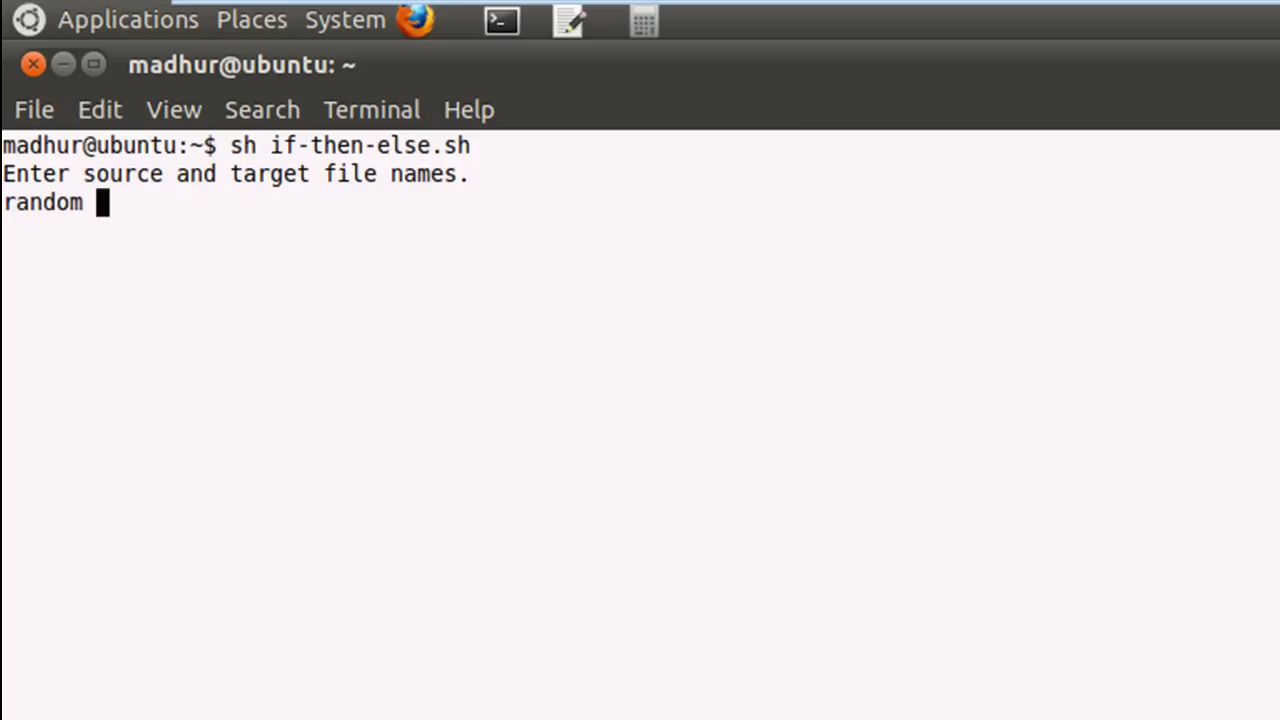 Applications Places System
madhur@ubuntu: ~
File Edit View Search Terminal Help
madhur@ubuntu:~$ sh if-then-else.sh
Enter source and target file names.
random